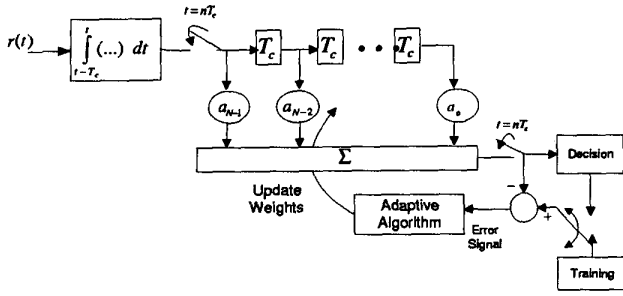 t = nT_c
r(t)
∫ (...) dt
t
t-T_c
T_c
T_c
T_c
a_{N-1}
a_{N-2}
a_o
Σ
t = nT_s
Decision
Update
Weights
Adaptive
Algorithm
Error
Signal
−
+
Training